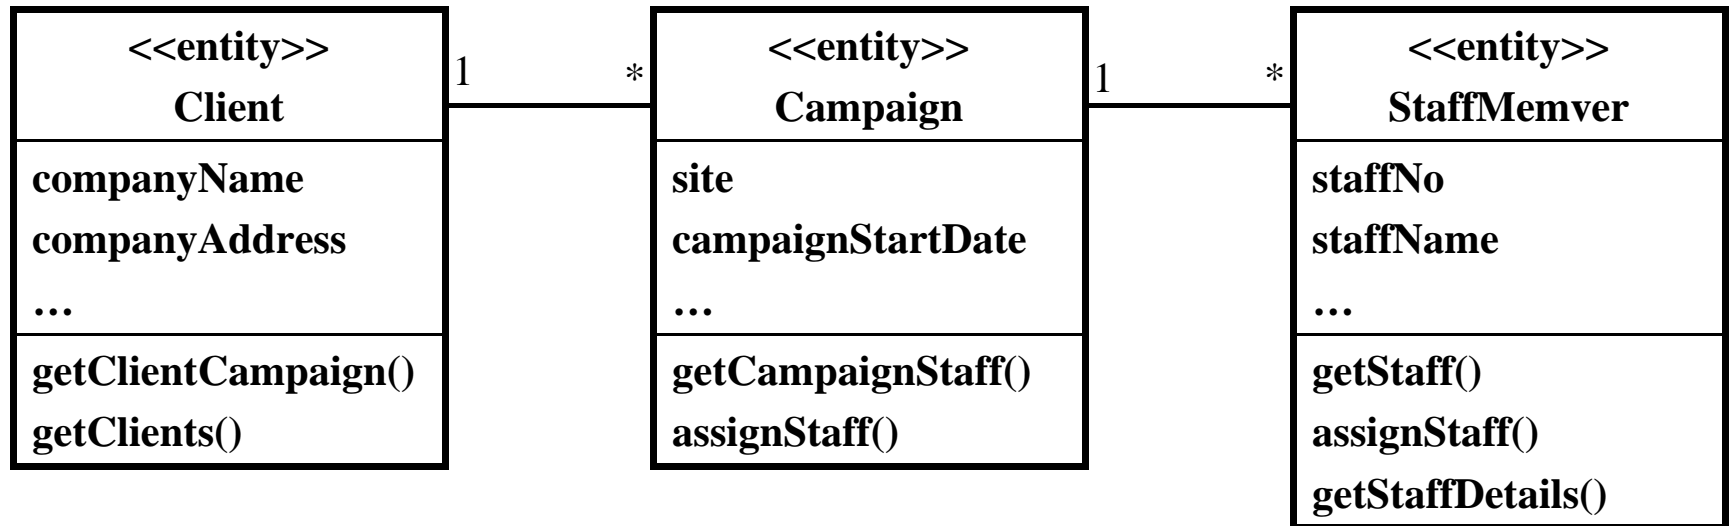 <<entity>>
Client
companyName
companyAddress
…
getClientCampaign()
getClients()
1
*
<<entity>>
Campaign
site
campaignStartDate
…
getCampaignStaff()
assignStaff()
1
*
<<entity>>
StaffMemver
staffNo
staffName
…
getStaff()
assignStaff()
getStaffDetails()